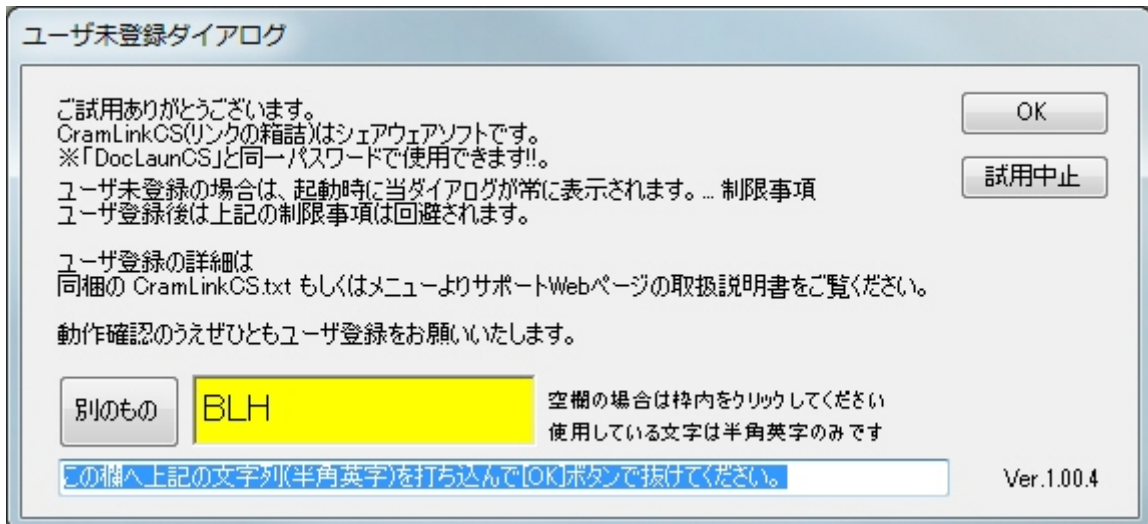 ユーザ未登録ダイアログ
ご試用ありがとうございます。
CramLinkCS(リンクの箱詰)はシェアウェアソフトです。
※「DocLaunCS」と同一パスワードで使用できます!!。
ユーザ未登録の場合は、起動時に当ダイアログが常に表示されます。... 制限事項
ユーザ登録後は上記の制限事項は回避されます。
ユーザ登録の詳細は
同梱の CramLinkCS.txt もしくはメニューよりサポートWebページの取扱説明書をご覧ください。
動作確認のうえぜひともユーザ登録をお願いいたします。
OK
試用中止
別のもの
BLH
空欄の場合は枠内をクリックしてください
使用している文字は半角英字のみです
この欄へ上記の文字列(半角英字)を打ち込んで[OK]ボタンで抜けてください。
Ver.1.00.4